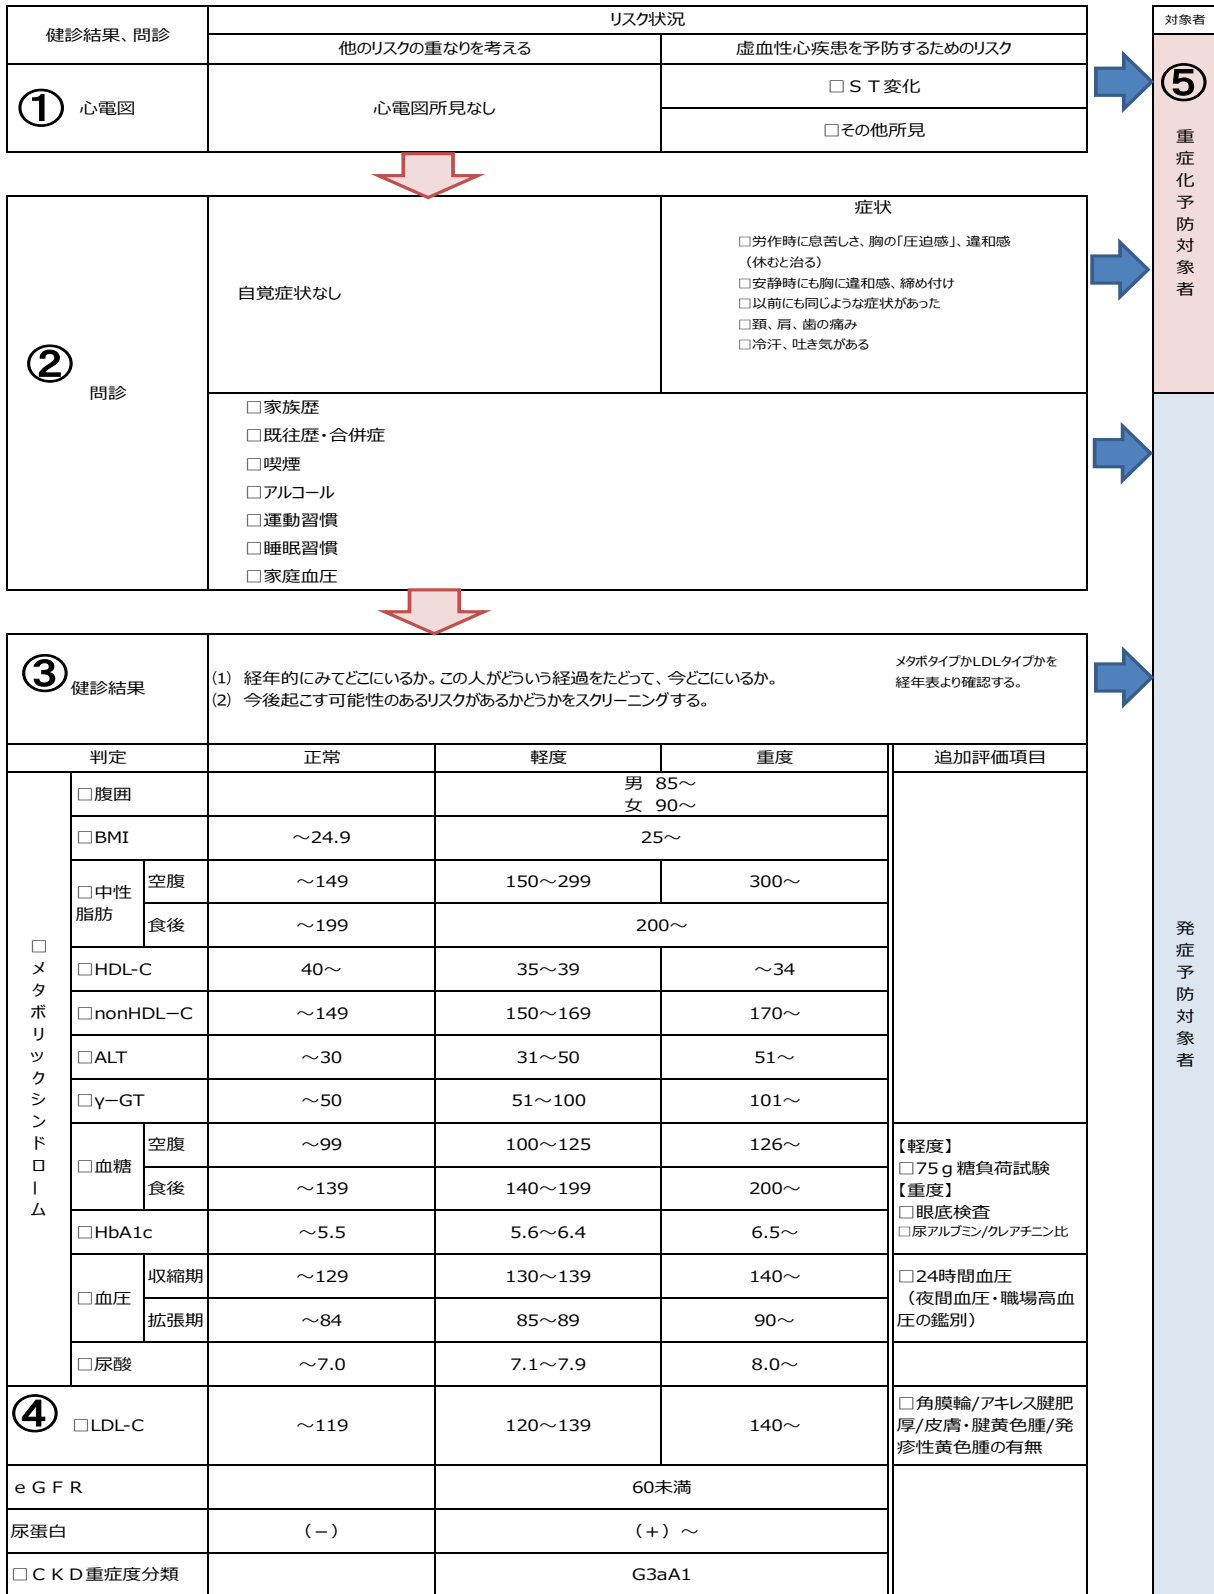 健診結果、問診
リスク状況
対象者
他のリスクの重なりを考える
虚血性心疾患を予防するためのリスク
①
心電図
心電図所見なし
□ＳＴ変化
□その他所見
⑤
重症化予防対象者
②
問診
自覚症状なし
症状
□労作時に息苦しさ、胸の「圧迫感」、違和感
（休むと治る）
□安静時にも胸に違和感、締め付け
□以前にも同じような症状があった
□頚、肩、歯の痛み
□冷汗、吐き気がある
□家族歴
□既往歴・合併症
□喫煙
□アルコール
□運動習慣
□睡眠習慣
□家庭血圧
発症予防対象者
③
健診結果
(1) 経年的にみてどこにいるか。この人がどういう経過をたどって、今どこにいるか。
(2) 今後起こす可能性のあるリスクがあるかどうかをスクリーニングする。
メタボタイプかLDLタイプかを
経年表より確認する。
判定 正常 軽度 重度 追加評価項目
□メタボリックシンドローム
□腹囲 男 85～
女 90～
□BMI ～24.9 25～
□中性
脂肪
空腹 ～149 150～299 300～
食後 ～199 200～
□HDL-C 40～ 35～39 ～34
□nonHDL－C ～149 150～169 170～
□ALT ～30 31～50 51～
□γ－GT ～50 51～100 101～
□血糖
空腹 ～99 100～125 126～
食後 ～139 140～199 200～
□HbA1c ～5.5 5.6～6.4 6.5～
【軽度】
□75ｇ糖負荷試験
【重度】
□眼底検査
□尿アルブミン/クレアチニン比
□血圧
収縮期 ～129 130～139 140～
拡張期 ～84 85～89 90～
□24時間血圧
（夜間血圧・職場高血
圧の鑑別）
□尿酸 ～7.0 7.1～7.9 8.0～
④
□LDL-C ～119 120～139 140～
□角膜輪/アキレス腱肥
厚/皮膚・腱黄色腫/発
疹性黄色腫の有無
ｅＧＦＲ 60未満
尿蛋白 （－） （+）～
□ＣＫＤ重症度分類 G3aA1